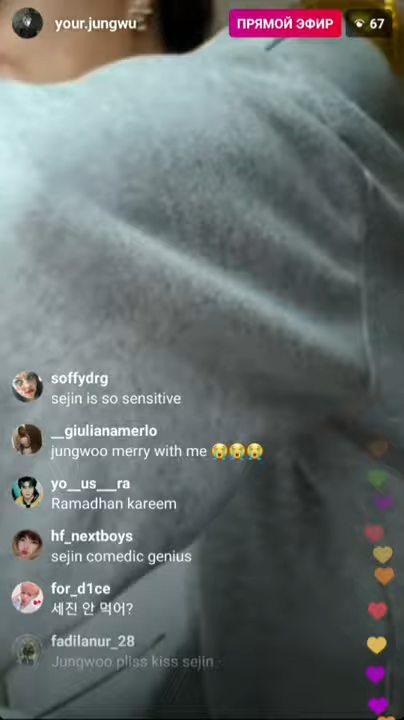 your.jungwu
ПРЯМОЙ ЭФИР
67
soffydrg
sejin is so sensitive
__giulianamerlo
jungwoo merry with me 😭😭😭
yo__us___ra
Ramadhan kareem
hf_nextboys
sejin comedic genius
for_d1ce
세진 안 먹어?
fadilanur_28
Jungwoo pliss kiss sejin